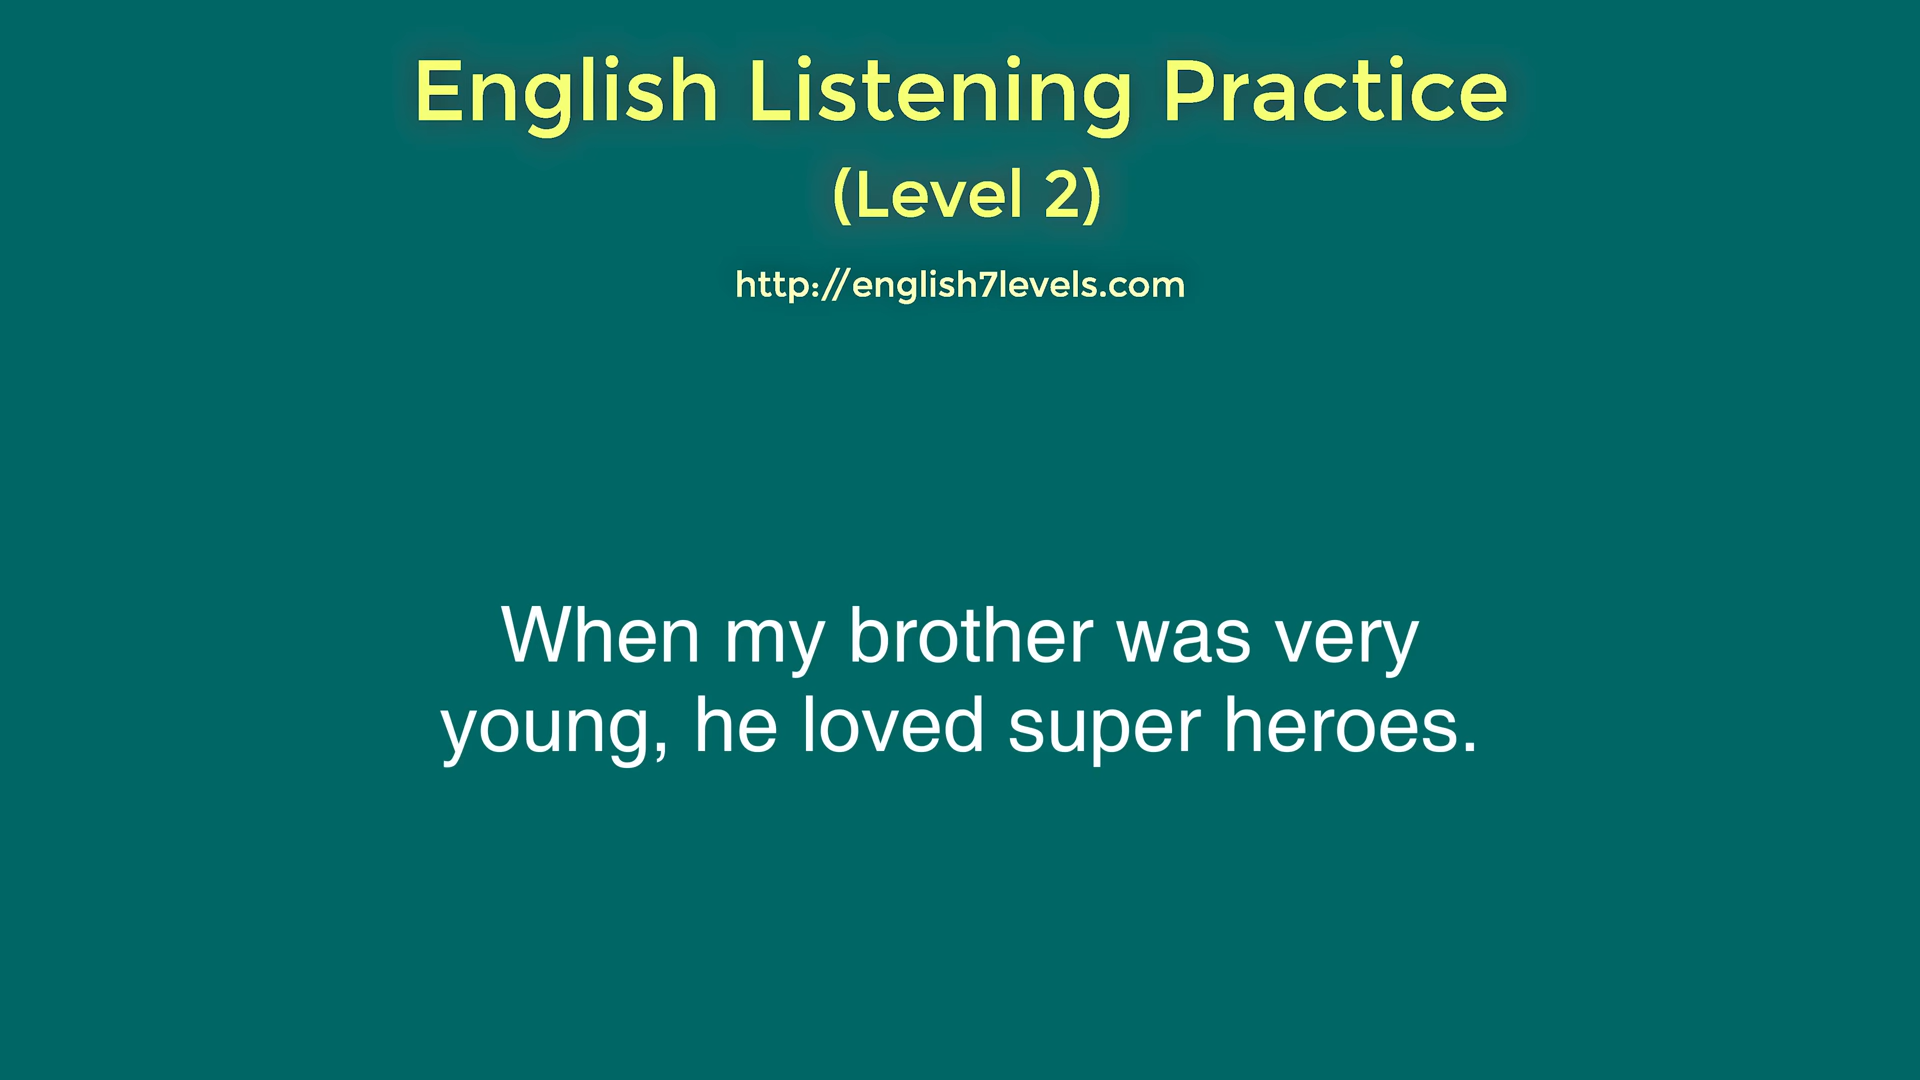 English Listening Practice
(Level 2)
http://english7levels.com
When my brother was very
young, he loved super heroes.